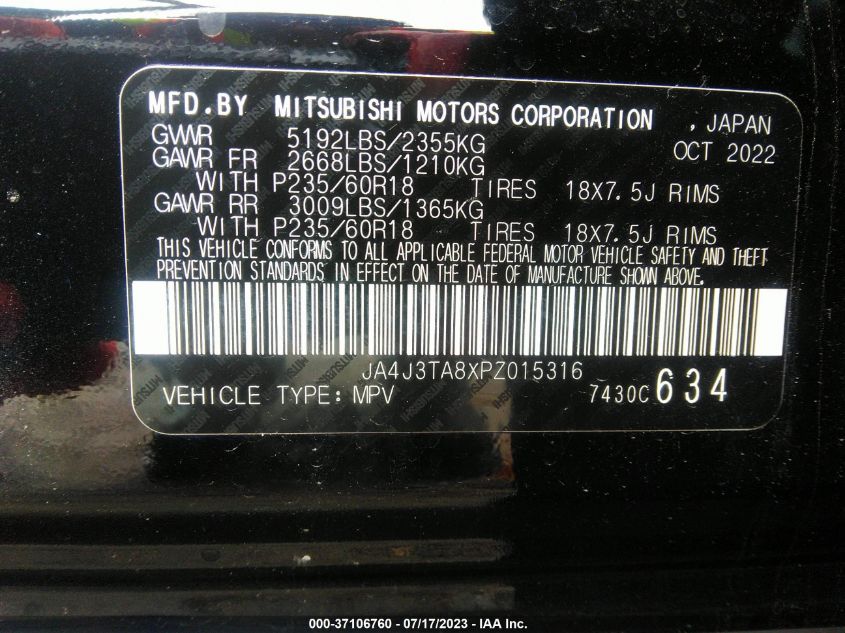 MFD.BY MITSUBISHI MOTORS CORPORATION , JAPAN
GVWR 5192LBS/2355KG OCT 2022
GAWR FR 2668LBS/1210KG
WITH P235/60R18 TIRES 18X7.5J RIMS
GAWR RR 3009LBS/1365KG
WITH P235/60R18 TIRES 18X7.5J RIMS
THIS VEHICLE CONFORMS TO ALL APPLICABLE FEDERAL MOTOR VEHICLE SAFETY AND THEFT
PREVENTION STANDARDS IN EFFECT ON THE DATE OF MANUFACTURE SHOWN ABOVE.
JA4J3TA8XPZ015316
VEHICLE TYPE: MPV 7430C 634
000-37106760 - 07/17/2023 - © IAA Inc.